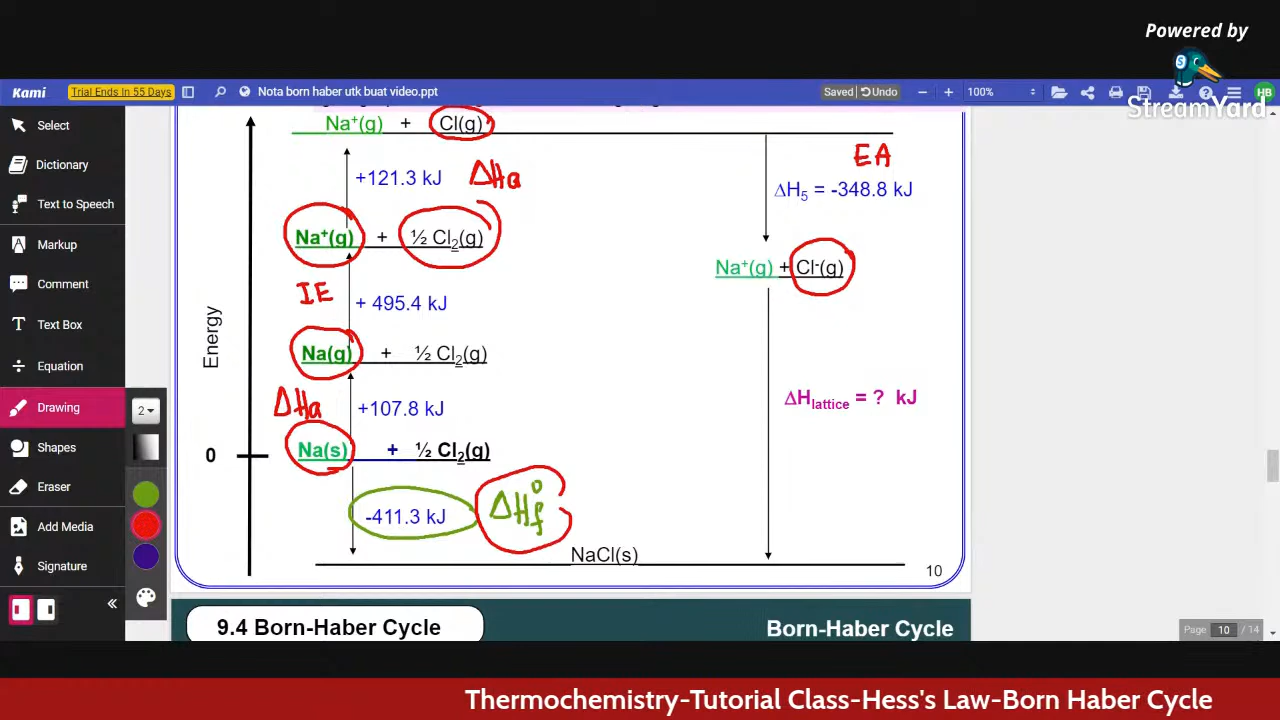 Powered by
StreamYard
Kami
Trial Ends in 55 Days
Nota born haber utk buat video.ppt
Saved
Undo
100%
HB
Select
Dictionary
Text to Speech
Markup
Comment
Text Box
Equation
Drawing
Shapes
Eraser
Add Media
Signature
2
Na⁺(g) + Cl(g)
+121.3 kJ
ΔHa
EA
ΔH₅ = -348.8 kJ
Na⁺(g) + ½ Cl₂(g)
Na⁺(g) + Cl⁻(g)
IE
+ 495.4 kJ
Energy
Na(g) + ½ Cl₂(g)
ΔHa
+107.8 kJ
ΔHlattice = ? kJ
0
Na(s) + ½ Cl₂(g)
-411.3 kJ
ΔH°f
NaCl(s)
10
9.4 Born-Haber Cycle
Born-Haber Cycle
Page 10 / 14
Thermochemistry-Tutorial Class-Hess's Law-Born Haber Cycle